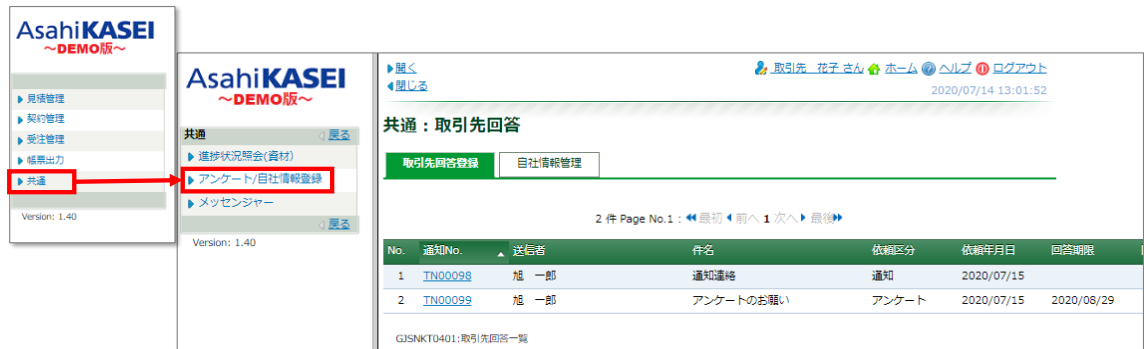 AsahiKASEI
～DEMO版～
見積管理
契約管理
受注管理
帳票出力
共通
Version: 1.40
AsahiKASEI
～DEMO版～
共通 戻る
進捗状況照会(資材)
アンケート/自社情報登録
メッセンジャー
戻る
Version: 1.40
開く
閉じる
取引先 花子 さん ホーム ヘルプ ログアウト
2020/07/14 13:01:52
共通：取引先回答
取引先回答登録 自社情報管理
2 件 Page No.1 : 最初 前へ 1 次へ 最後
No. 通知No. 送信者 件名 依頼区分 依頼年月日 回答期限
1 TN00098 旭 一郎 通知連絡 通知 2020/07/15
2 TN00099 旭 一郎 アンケートのお願い アンケート 2020/07/15 2020/08/29
GJSNKT0401:取引先回答一覧